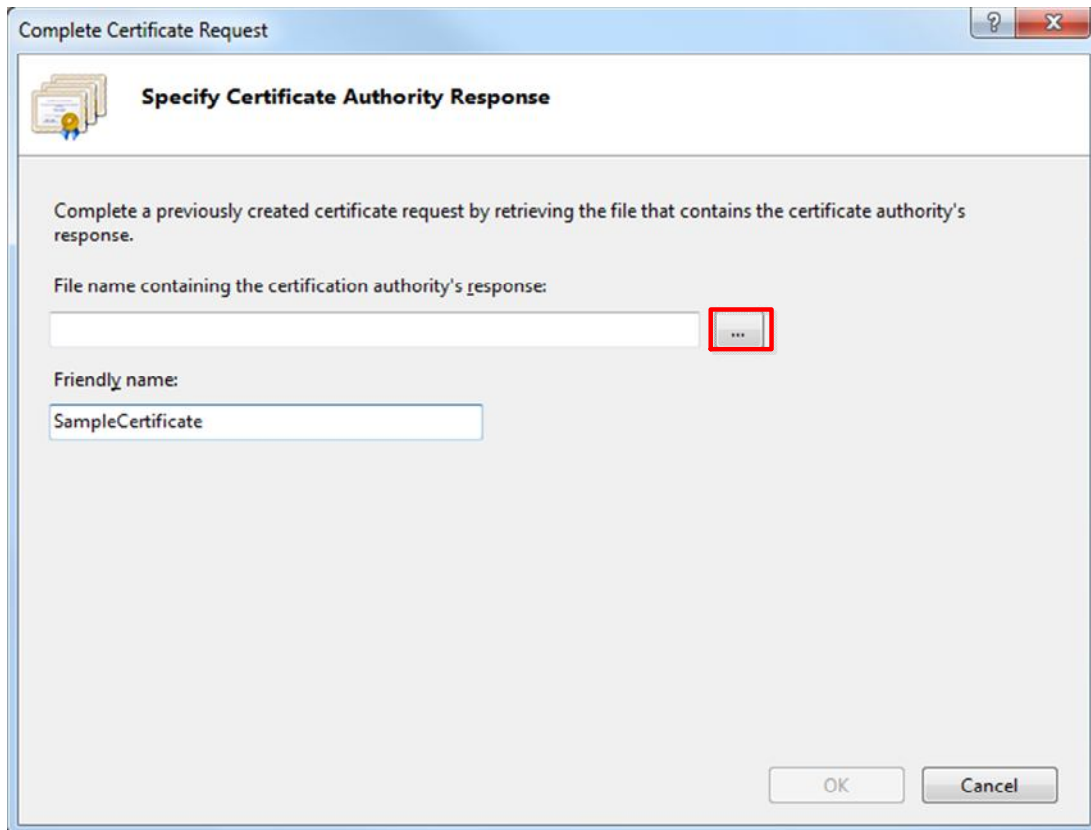 Complete Certificate Request
?
Specify Certificate Authority Response
Complete a previously created certificate request by retrieving the file that contains the certificate authority's
response.
File name containing the certification authority's response:
...
Friendly name:
SampleCertificate
OK
Cancel